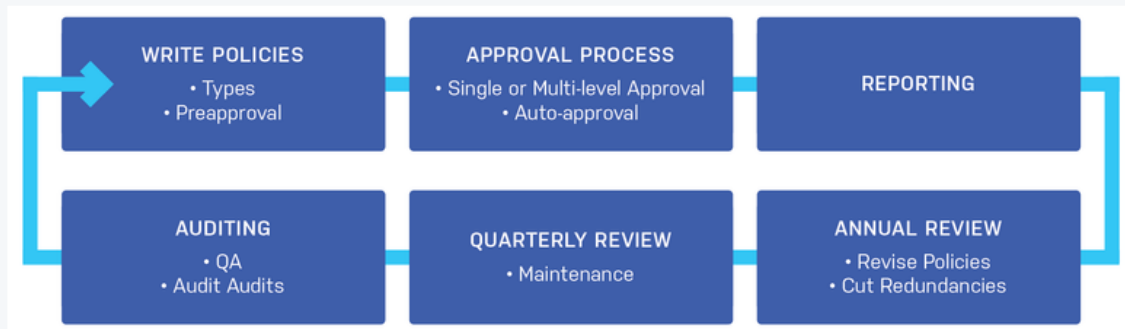 WRITE POLICIES
• Types
• Preapproval
APPROVAL PROCESS
• Single or Multi-level Approval
• Auto-approval
REPORTING
AUDITING
• QA
• Audit Audits
QUARTERLY REVIEW
• Maintenance
ANNUAL REVIEW
• Revise Policies
• Cut Redundancies